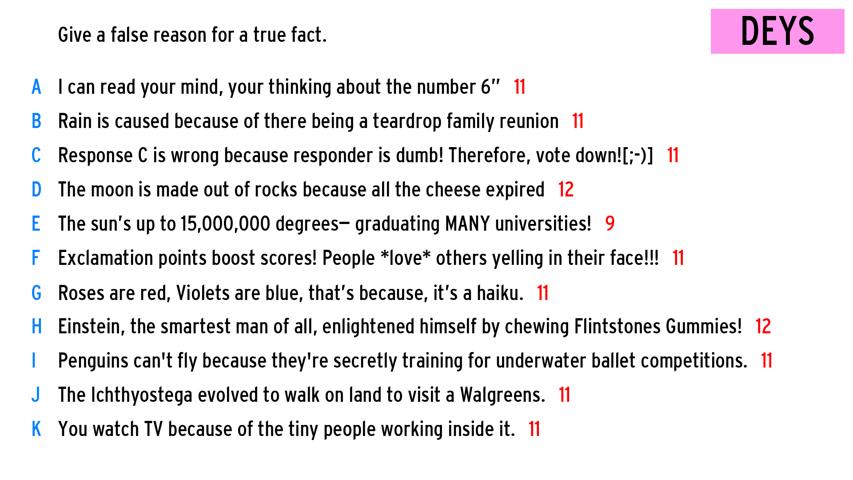 Give a false reason for a true fact.
DEYS
A I can read your mind, your thinking about the number 6” 11
B Rain is caused because of there being a teardrop family reunion 11
C Response C is wrong because responder is dumb! Therefore, vote down![;-)] 11
D The moon is made out of rocks because all the cheese expired 12
E The sun’s up to 15,000,000 degrees— graduating MANY universities! 9
F Exclamation points boost scores! People *love* others yelling in their face!!! 11
G Roses are red, Violets are blue, that’s because, it’s a haiku. 11
H Einstein, the smartest man of all, enlightened himself by chewing Flintstones Gummies! 12
I Penguins can't fly because they're secretly training for underwater ballet competitions. 11
J The Ichthyostega evolved to walk on land to visit a Walgreens. 11
K You watch TV because of the tiny people working inside it. 11